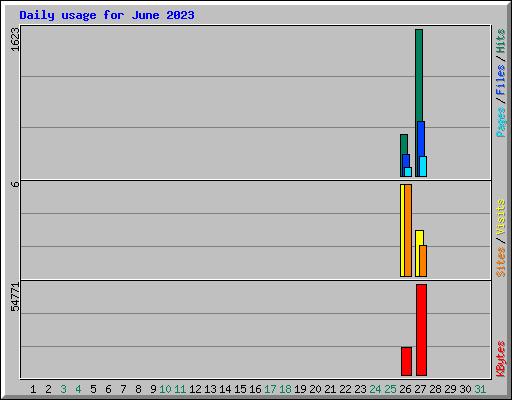 Daily usage for June 2023
1623
Pages / Files / Hits
6
Sites / Visits
54771
KBytes
1 2 3 4 5 6 7 8 9 10 11 12 13 14 15 16 17 18 19 20 21 22 23 24 25 26 27 28 29 30 31